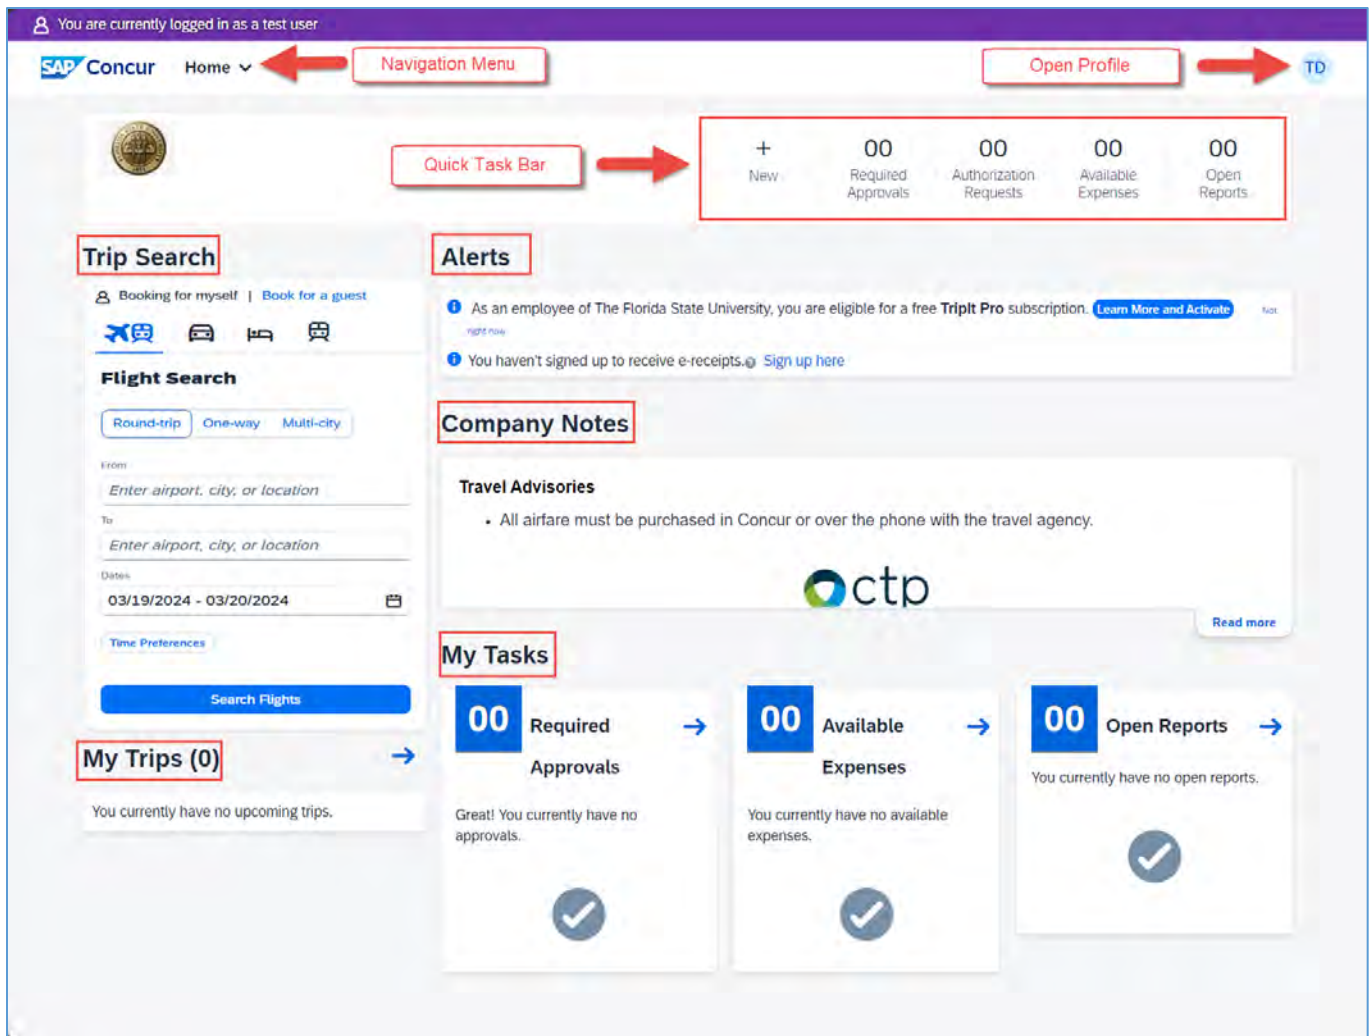 You are currently logged in as a test user
SAP Concur
Home
Navigation Menu
Open Profile
TD
Quick Task Bar
+
New
00
Required
Approvals
00
Authorization
Requests
00
Available
Expenses
00
Open
Reports
Trip Search
Booking for myself | Book for a guest
Flight Search
Round-trip One-way Multi-city
From
Enter airport, city, or location
To
Enter airport, city, or location
Dates
03/19/2024 - 03/20/2024
Time Preferences
Search Flights
My Trips (0)
You currently have no upcoming trips.
Alerts
As an employee of The Florida State University, you are eligible for a free TripIt Pro subscription. Learn More and Activate Not
right now
You haven't signed up to receive e-receipts. Sign up here
Company Notes
Travel Advisories
• All airfare must be purchased in Concur or over the phone with the travel agency.
ctp
Read more
My Tasks
00 Required
Approvals
Great! You currently have no
approvals.
00 Available
Expenses
You currently have no available
expenses.
00 Open Reports
You currently have no open reports.